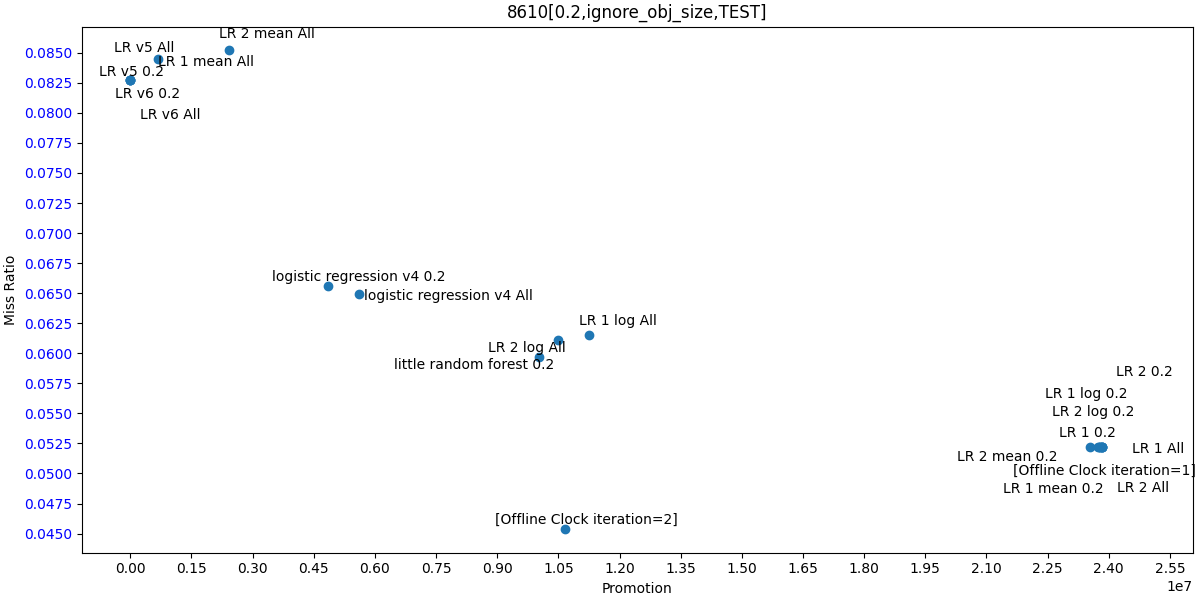 8610[0.2,ignore_obj_size,TEST]
LR 2 mean All
LR v5 All
LR 1 mean All
LR v5 0.2
LR v6 0.2
LR v6 All
logistic regression v4 0.2
logistic regression v4 All
LR 1 log All
LR 2 log All
little random forest 0.2
LR 2 0.2
LR 1 log 0.2
LR 2 log 0.2
LR 1 0.2
LR 1 All
LR 2 mean 0.2
[Offline Clock iteration=1]
LR 1 mean 0.2
LR 2 All
[Offline Clock iteration=2]
Miss Ratio
0.0850
0.0825
0.0800
0.0775
0.0750
0.0725
0.0700
0.0675
0.0650
0.0625
0.0600
0.0575
0.0550
0.0525
0.0500
0.0475
0.0450
0.00 0.15 0.30 0.45 0.60 0.75 0.90 1.05 1.20 1.35 1.50 1.65 1.80 1.95 2.10 2.25 2.40 2.55
1e7
Promotion